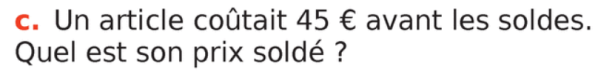 c. Un article coûtait 45 € avant les soldes.
Quel est son prix soldé ?